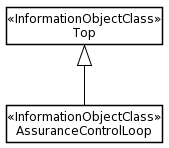 «InformationObjectClass»
Top
«InformationObjectClass»
AssuranceControlLoop